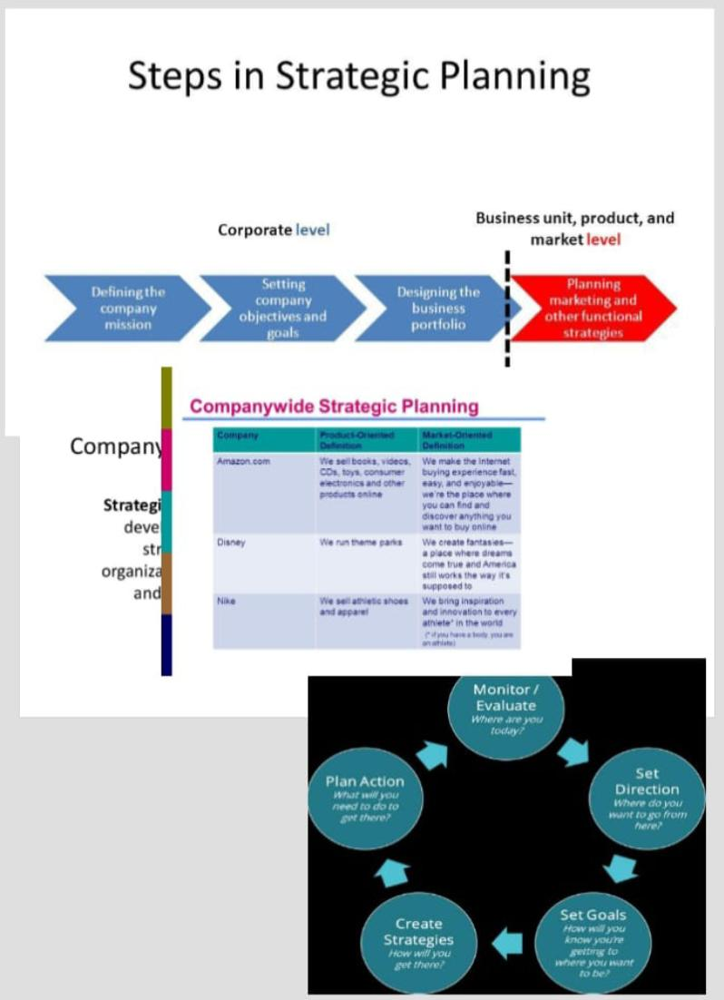 Steps in Strategic Planning
Corporate level
Business unit, product, and
market level
Defining the
company
mission
Setting
company
objectives and
goals
Designing the
business
portfolio
Planning
marketing and
other functional
strategies
Company
Strategi
deve
str
organiza
and
Companywide Strategic Planning
Company
Product-Oriented
Definition
Market-Oriented
Definition
Amazon.com
We sell books, videos,
CDs, toys, consumer
electronics and other
products online
We make the Internet
buying experience fast,
easy, and enjoyable—
we're the place where
you can find and
discover anything you
want to buy online
Disney
We run theme parks
We create fantasies—
a place where dreams
come true and America
still works the way it's
supposed to
Nike
We sell athletic shoes
and apparel
We bring inspiration
and innovation to every
athlete* in the world
(* if you have a body, you are
an athlete)
Monitor /
Evaluate
Where are you
today?
Set
Direction
Where do you
want to go from
here?
Set Goals
How will you
know you're
getting to
where you want
to be?
Create
Strategies
How will you
get there?
Plan Action
What will you
need to do to
get there?